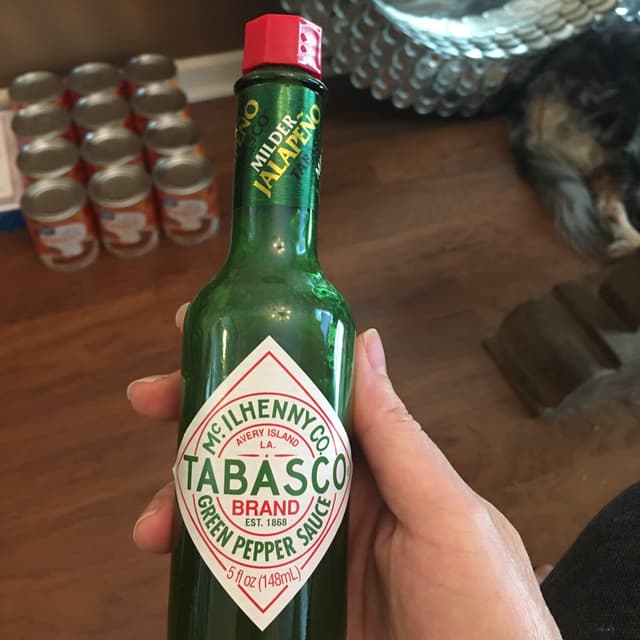 MILDER
JALAPEÑO
McILHENNY CO.
AVERY ISLAND
LA.
TABASCO
BRAND
EST. 1868
GREEN PEPPER SAUCE
5 fl oz (148mL)